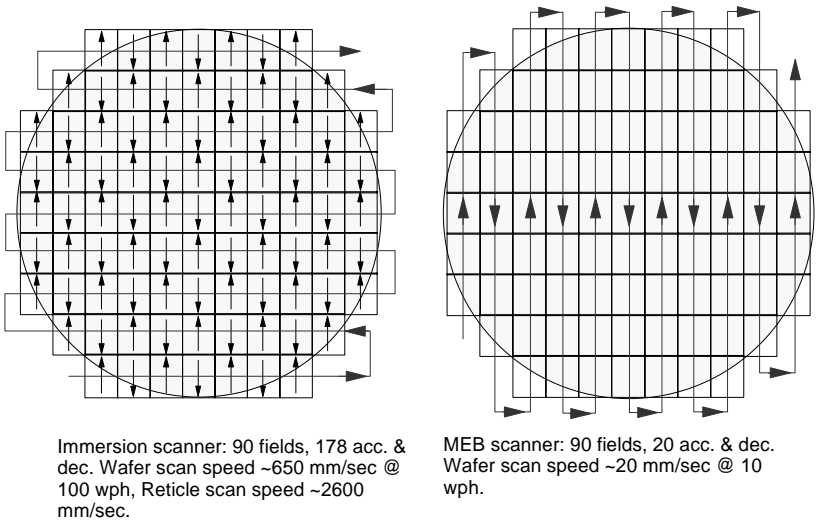 Immersion scanner: 90 fields, 178 acc. &
dec. Wafer scan speed ~650 mm/sec @
100 wph, Reticle scan speed ~2600
mm/sec.
MEB scanner: 90 fields, 20 acc. & dec.
Wafer scan speed ~20 mm/sec @ 10
wph.